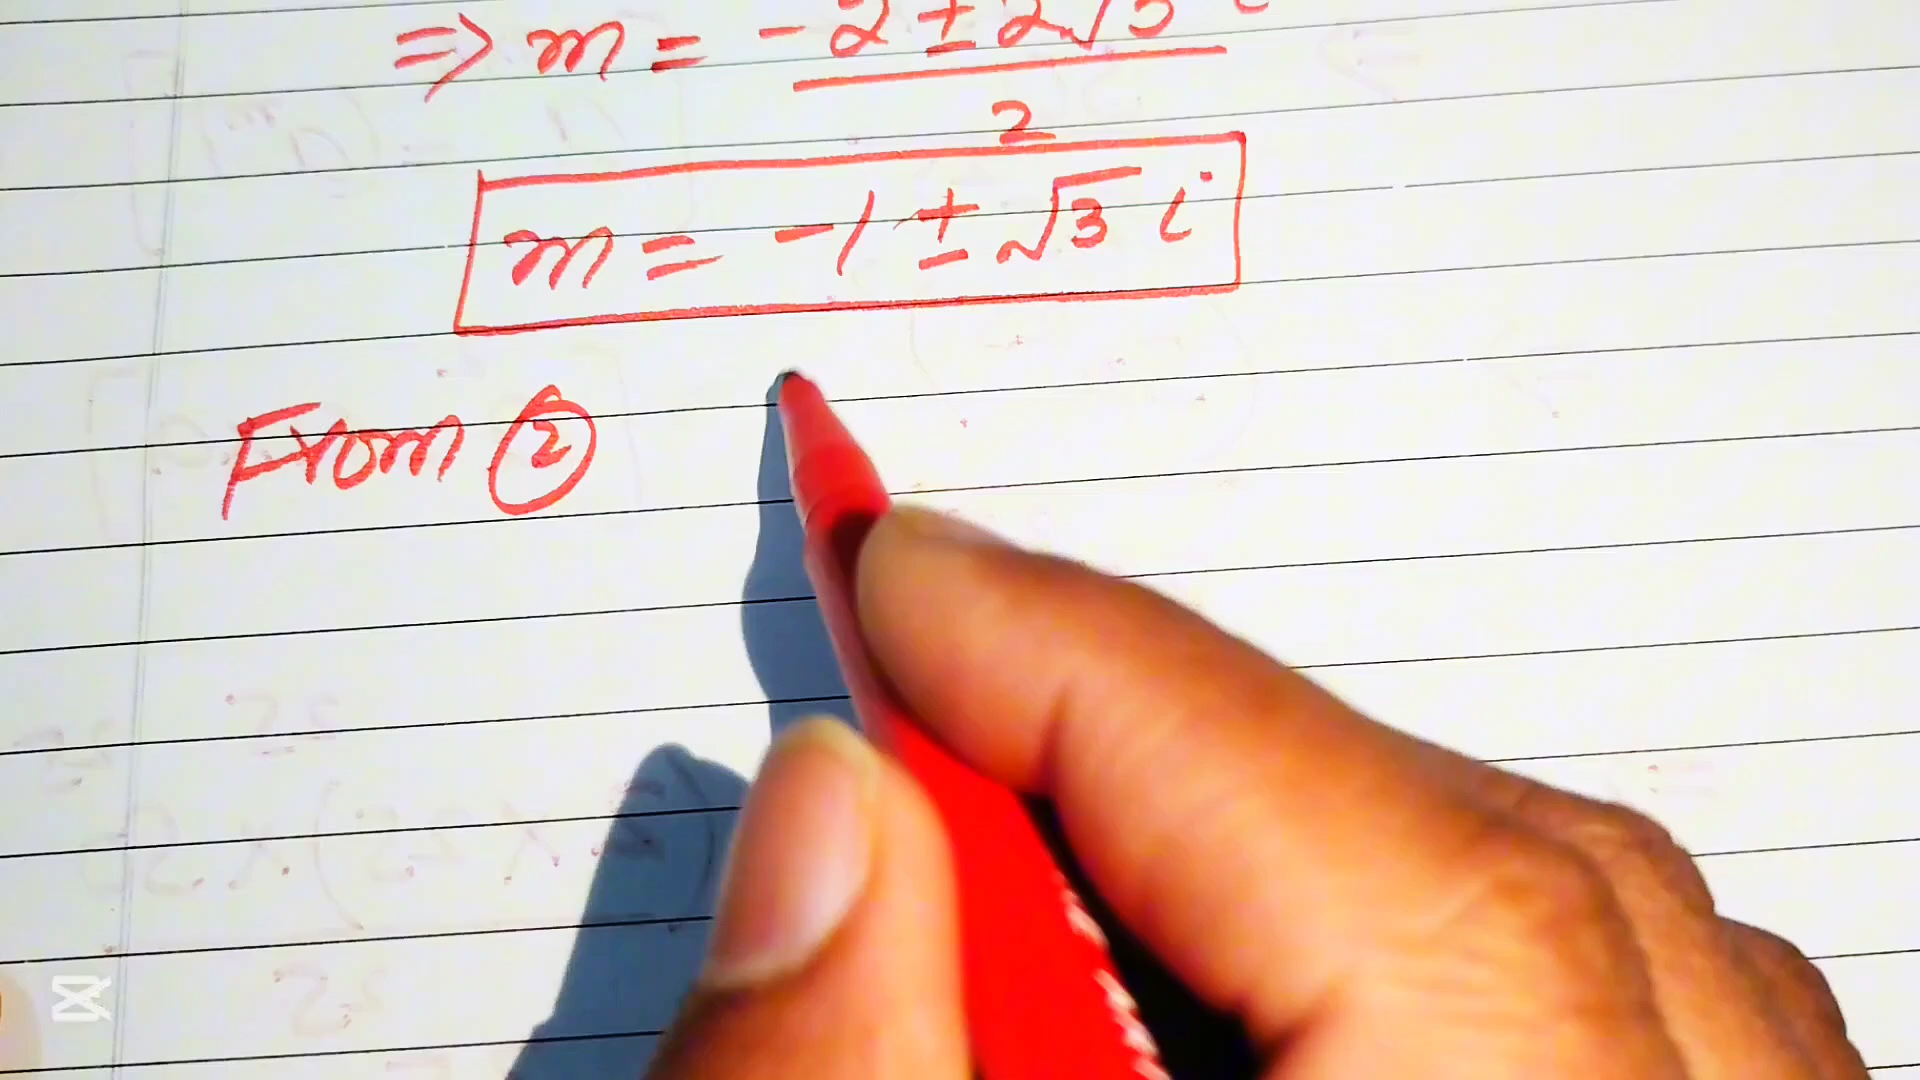 ⇒ m = -2 ± 2√3 i
2
m = -1 ± √3 i
From ②